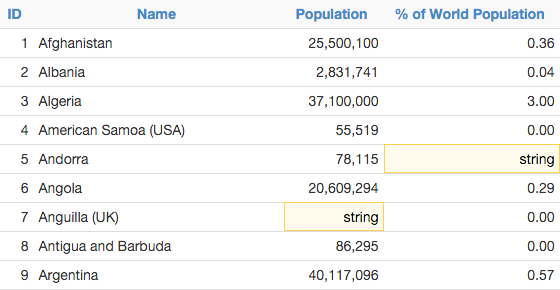 ID Name Population % of World Population
1 Afghanistan 25,500,100 0.36
2 Albania 2,831,741 0.04
3 Algeria 37,100,000 3.00
4 American Samoa (USA) 55,519 0.00
5 Andorra 78,115 string
6 Angola 20,609,294 0.29
7 Anguilla (UK) string 0.00
8 Antigua and Barbuda 86,295 0.00
9 Argentina 40,117,096 0.57